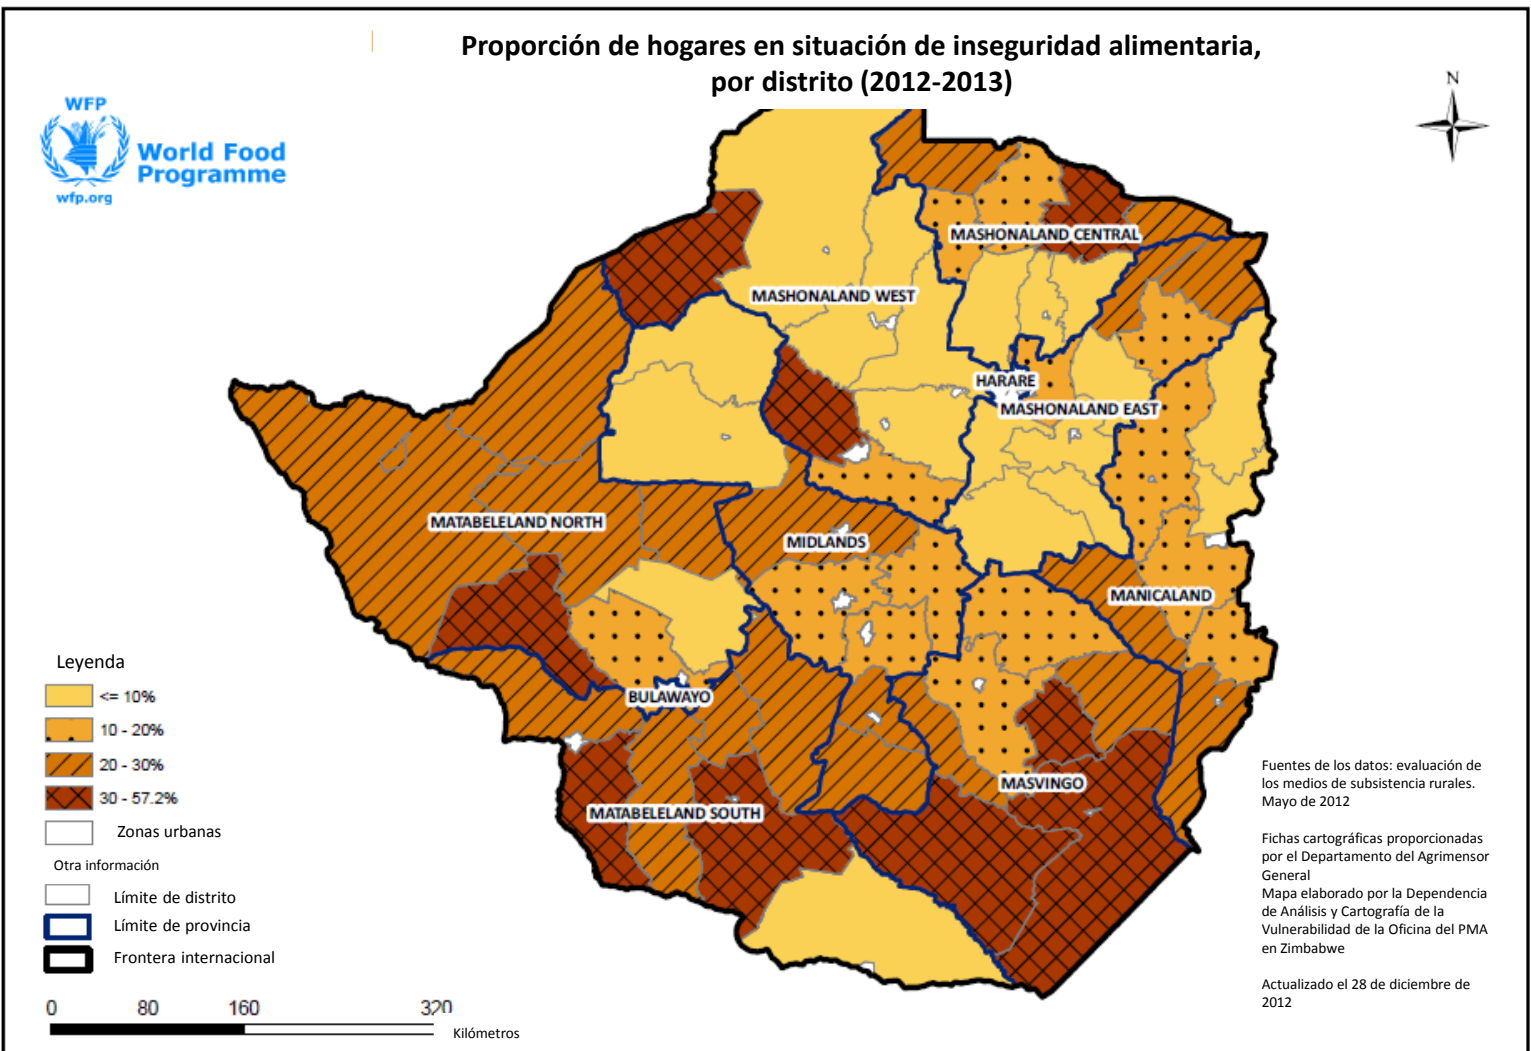 Proporción de hogares en situación de inseguridad alimentaria,
por distrito (2012-2013)
N
WFP
World Food
Programme
wfp.org
MASHONALAND CENTRAL
MASHONALAND WEST
HARARE
MASHONALAND EAST
MATABELELAND NORTH
MIDLANDS
MANICALAND
BULAWAYO
MASVINGO
MATABELELAND SOUTH
Leyenda
<= 10%
10 - 20%
20 - 30%
30 - 57.2%
Zonas urbanas
Otra información
Límite de distrito
Límite de provincia
Frontera internacional
0 80 160 320
Kilómetros
Fuentes de los datos: evaluación de
los medios de subsistencia rurales.
Mayo de 2012
Fichas cartográficas proporcionadas
por el Departamento del Agrimensor
General
Mapa elaborado por la Dependencia
de Análisis y Cartografía de la
Vulnerabilidad de la Oficina del PMA
en Zimbabwe
Actualizado el 28 de diciembre de
2012